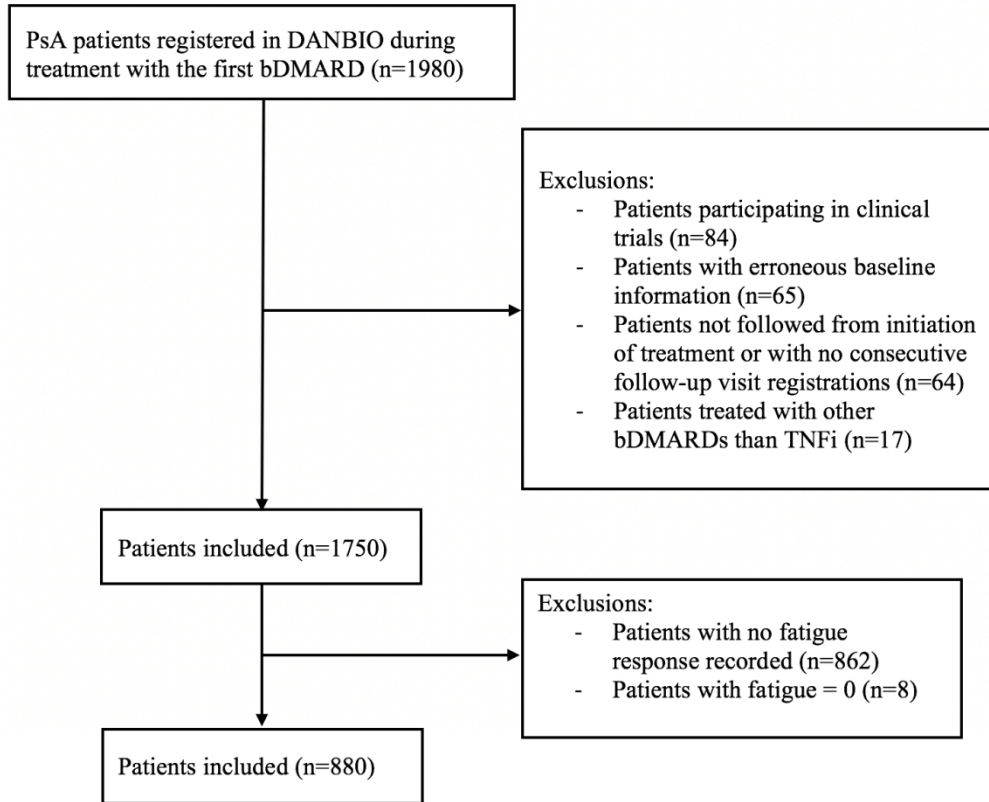 PsA patients registered in DANBIO during
treatment with the first bDMARD (n=1980)
Exclusions:
- Patients participating in clinical
trials (n=84)
- Patients with erroneous baseline
information (n=65)
- Patients not followed from initiation
of treatment or with no consecutive
follow-up visit registrations (n=64)
- Patients treated with other
bDMARDs than TNFi (n=17)
Patients included (n=1750)
Exclusions:
- Patients with no fatigue
response recorded (n=862)
- Patients with fatigue = 0 (n=8)
Patients included (n=880)